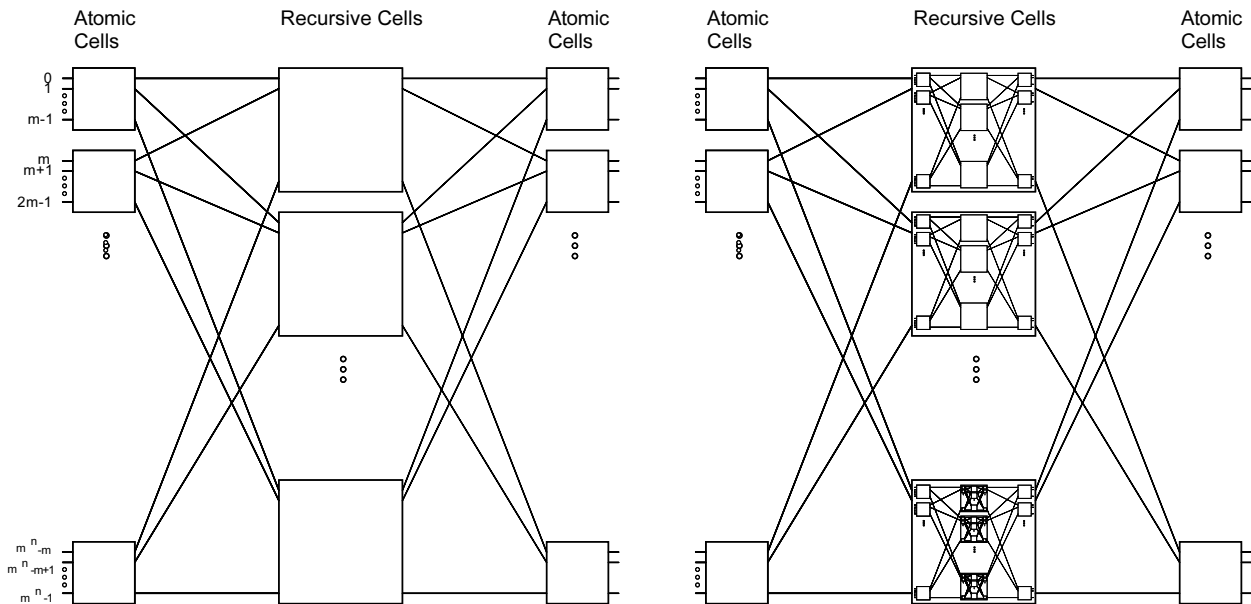 Atomic
Cells
Recursive Cells
Atomic
Cells
0
1
m-1
m
m+1
2m-1
m n -m
m n -m+1
m n -1
Atomic
Cells
Recursive Cells
Atomic
Cells